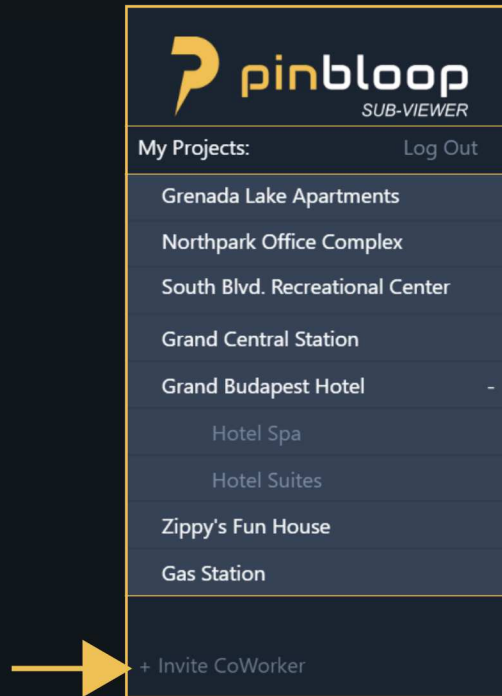 pinbloop
SUB-VIEWER
My Projects: Log Out
Grenada Lake Apartments
Northpark Office Complex
South Blvd. Recreational Center
Grand Central Station
Grand Budapest Hotel -
Hotel Spa
Hotel Suites
Zippy's Fun House
Gas Station
+ Invite CoWorker